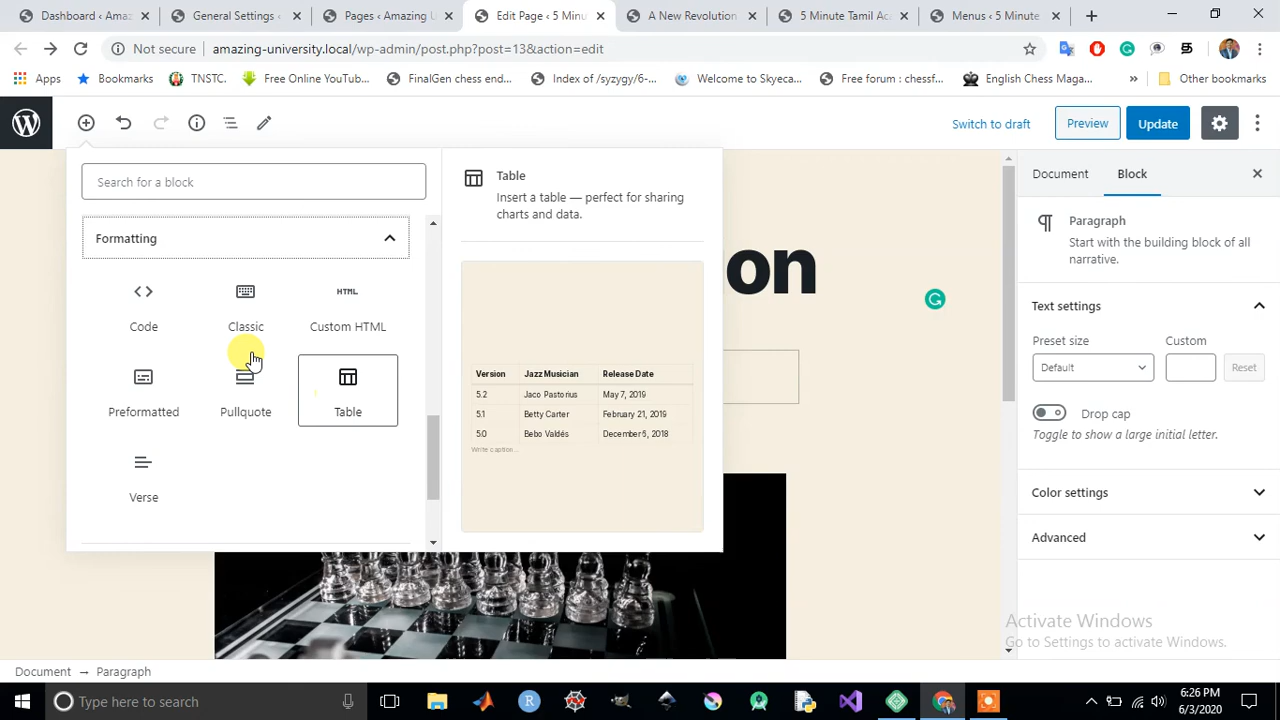 Dashboard ‹ Amazing
General Settings ‹
Pages ‹ Amazing U
Edit Page ‹ 5 Minu
A New Revolution
5 Minute Tamil Aca
Menus ‹ 5 Minute
Not secure
amazing-university.local/wp-admin/post.php?post=13&action=edit
Apps
Bookmarks
TNSTC.
Free Online YouTube...
FinalGen chess end...
Index of /syzygy/6-...
Welcome to Skyeca...
Free forum : chessf...
English Chess Maga...
»
Other bookmarks
Switch to draft
Preview
Update
Search for a block
Table
Insert a table — perfect for sharing
charts and data.
Document
Block
Formatting
Paragraph
Start with the building block of all
narrative.
on
Code
Classic
HTML
Custom HTML
Text settings
Preset size
Custom
Default
Reset
Preformatted
Pullquote
Table
Version Jazz Musician Release Date
5.2 Jaco Pastorius May 7, 2019
5.1 Betty Carter February 21, 2019
5.0 Bebo Valdés December 6, 2018
Write caption...
Drop cap
Toggle to show a large initial letter.
Verse
Color settings
Advanced
Activate Windows
Go to Settings to activate Windows.
Document → Paragraph
Type here to search
6:26 PM
6/3/2020